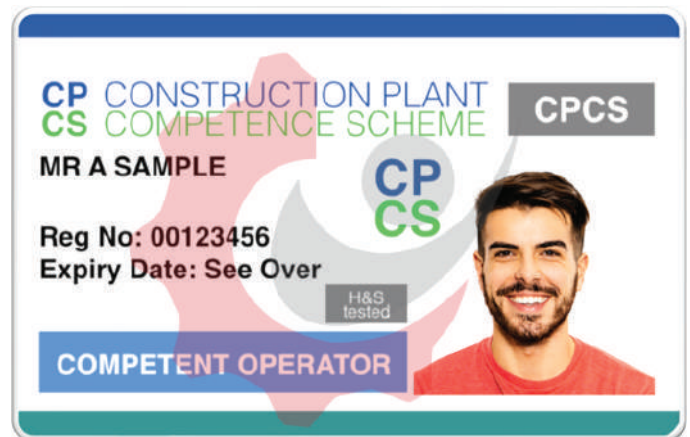 CP CONSTRUCTION PLANT
CS COMPETENCE SCHEME
CPCS
MR A SAMPLE
CP
CS
Reg No: 00123456
Expiry Date: See Over
H&S
tested
COMPETENT OPERATOR